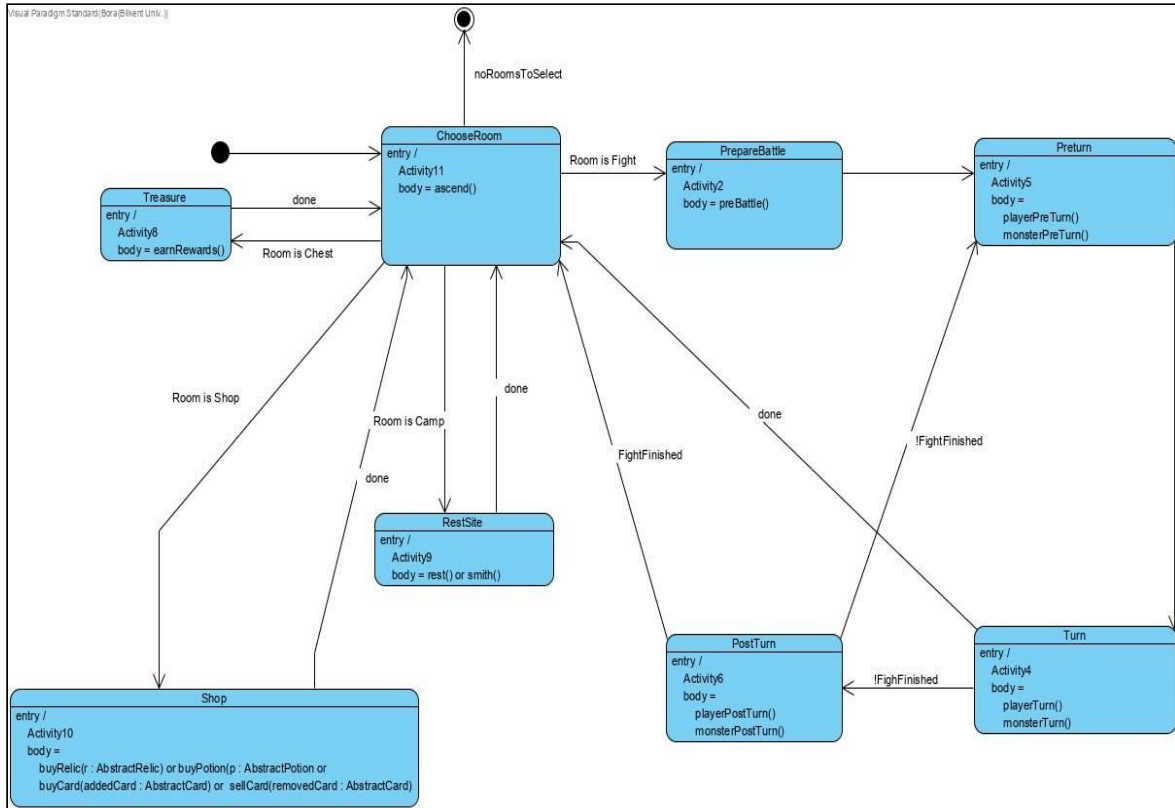 Visual Paradigm Standard(Bora(Bilkent Univ.))
noRoomsToSelect
ChooseRoom
entry /
Activity11
body = ascend()
Room is Fight
PrepareBattle
entry /
Activity2
body = preBattle()
Preturn
entry /
Activity5
body =
playerPreTurn()
monsterPreTurn()
Treasure
entry /
Activity8
body = earnRewards()
done
Room is Chest
Room is Shop
Room is Camp
done
done
FightFinished
done
!FightFinished
RestSite
entry /
Activity9
body = rest() or smith()
PostTurn
entry /
Activity6
body =
playerPostTurn()
monsterPostTurn()
!FighFinished
Turn
entry /
Activity4
body =
playerTurn()
monsterTurn()
Shop
entry /
Activity10
body =
buyRelic(r : AbstractRelic) or buyPotion(p : AbstractPotion or
buyCard(addedCard : AbstractCard) or sellCard(removedCard : AbstractCard)